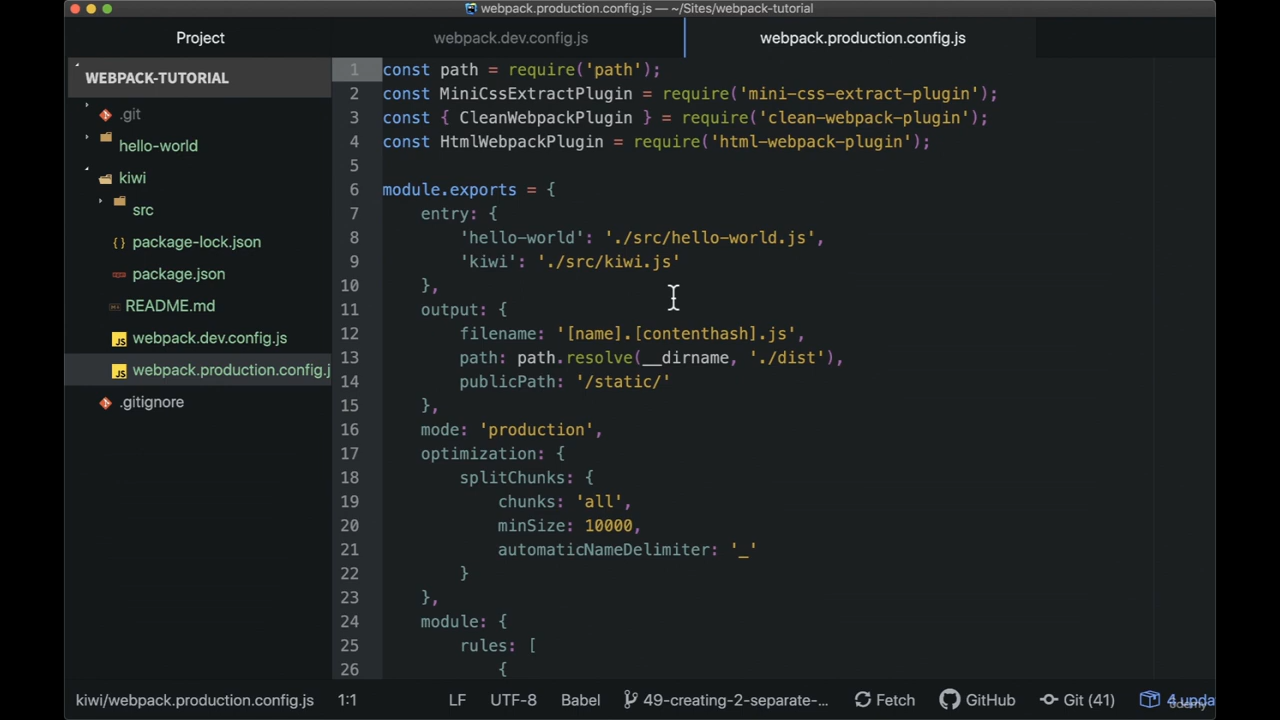 webpack.production.config.js — ~/Sites/webpack-tutorial
Project
webpack.dev.config.js
webpack.production.config.js
WEBPACK-TUTORIAL
.git
hello-world
kiwi
src
package-lock.json
package.json
README.md
webpack.dev.config.js
webpack.production.config.j
.gitignore
1 const path = require('path');
2 const MiniCssExtractPlugin = require('mini-css-extract-plugin');
3 const { CleanWebpackPlugin } = require('clean-webpack-plugin');
4 const HtmlWebpackPlugin = require('html-webpack-plugin');
5
6 module.exports = {
7 entry: {
8 'hello-world': './src/hello-world.js',
9 'kiwi': './src/kiwi.js'
10 },
11 output: {
12 filename: '[name].[contenthash].js',
13 path: path.resolve(__dirname, './dist'),
14 publicPath: '/static/'
15 },
16 mode: 'production',
17 optimization: {
18 splitChunks: {
19 chunks: 'all',
20 minSize: 10000,
21 automaticNameDelimiter: '_'
22 }
23 },
24 module: {
25 rules: [
26 {
kiwi/webpack.production.config.js 1:1 LF UTF-8 Babel 49-creating-2-separate-... Fetch GitHub Git (41) 4 upda